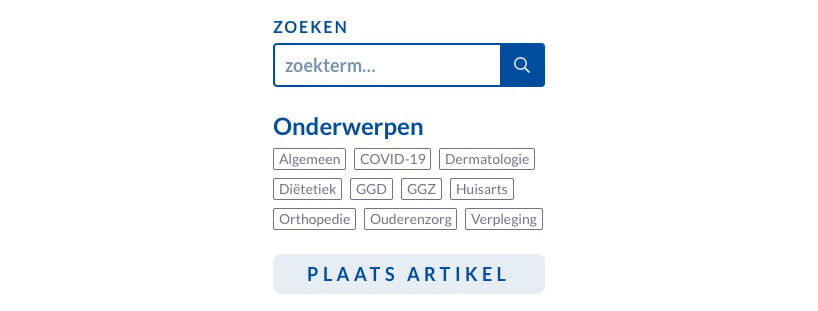 ZOEKEN
zoekterm...
Onderwerpen
Algemeen COVID-19 Dermatologie
Diëtetiek GGD GGZ Huisarts
Orthopedie Ouderenzorg Verpleging
PLAATS ARTIKEL